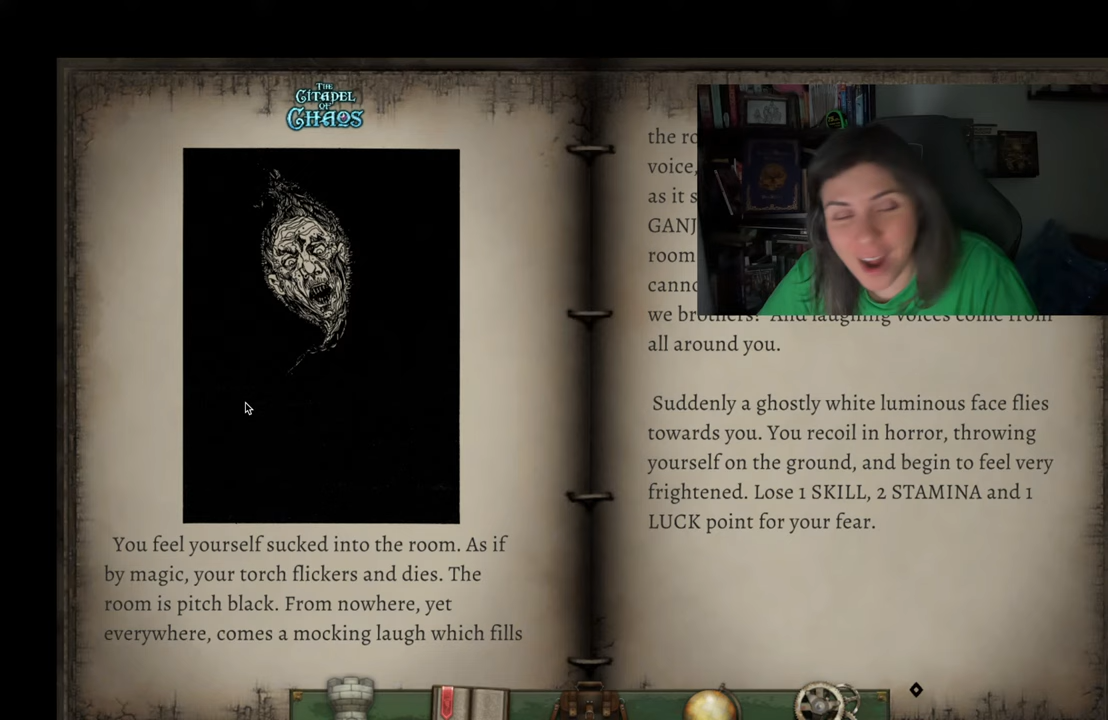 THE
CITADEL
OF
CHAOS
You feel yourself sucked into the room. As if
by magic, your torch flickers and dies. The
room is pitch black. From nowhere, yet
everywhere, comes a mocking laugh which fills
the
voice,
as it
room
we brothers? And laughing voices come from
all around you.
Suddenly a ghostly white luminous face flies
towards you. You recoil in horror, throwing
yourself on the ground, and begin to feel very
frightened. Lose 1 SKILL, 2 STAMINA and 1
LUCK point for your fear.